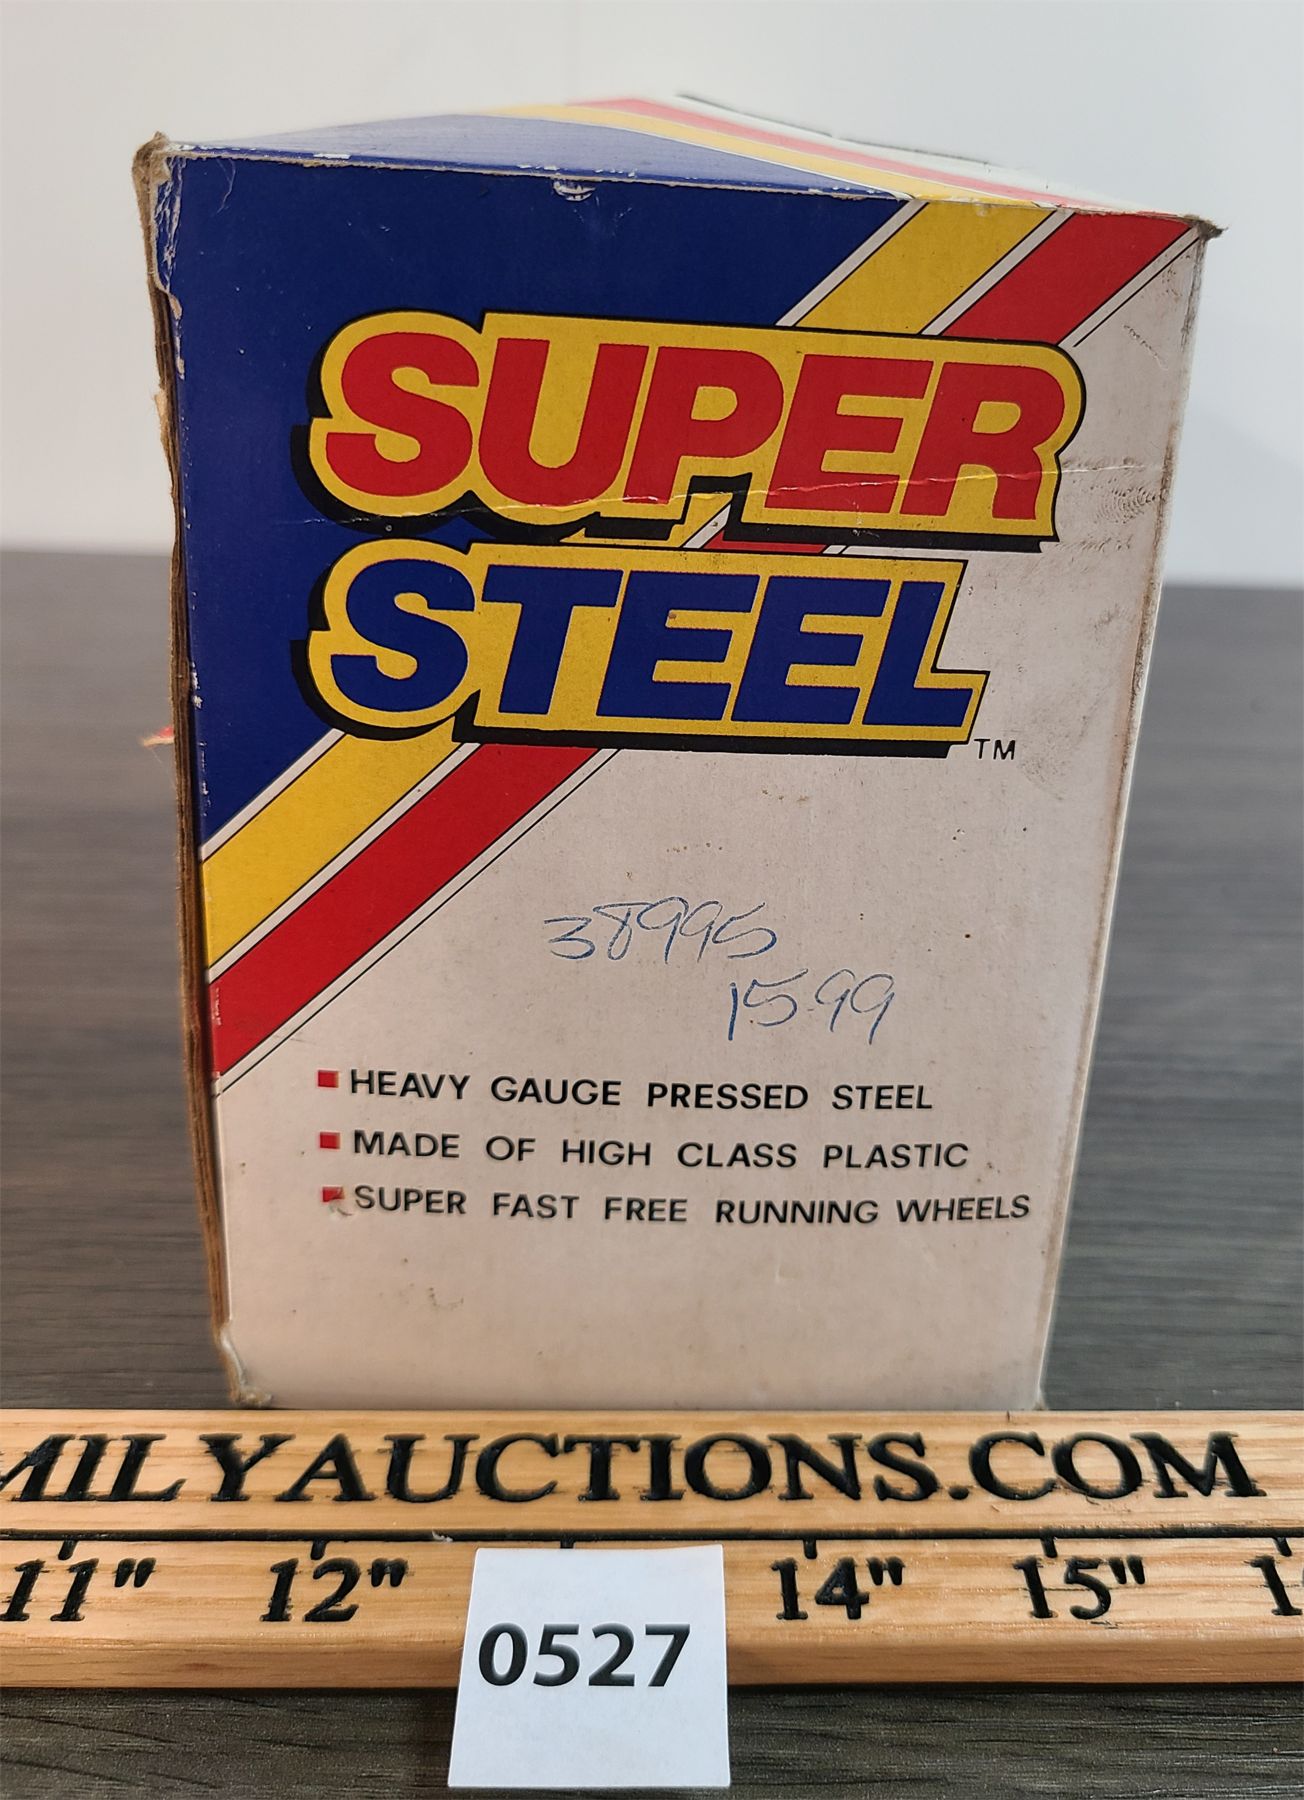 SUPER
STEEL
TM
38995
15.99
HEAVY GAUGE PRESSED STEEL
MADE OF HIGH CLASS PLASTIC
SUPER FAST FREE RUNNING WHEELS
MILYAUCTIONS.COM
11" 12" 14" 15" 1
0527